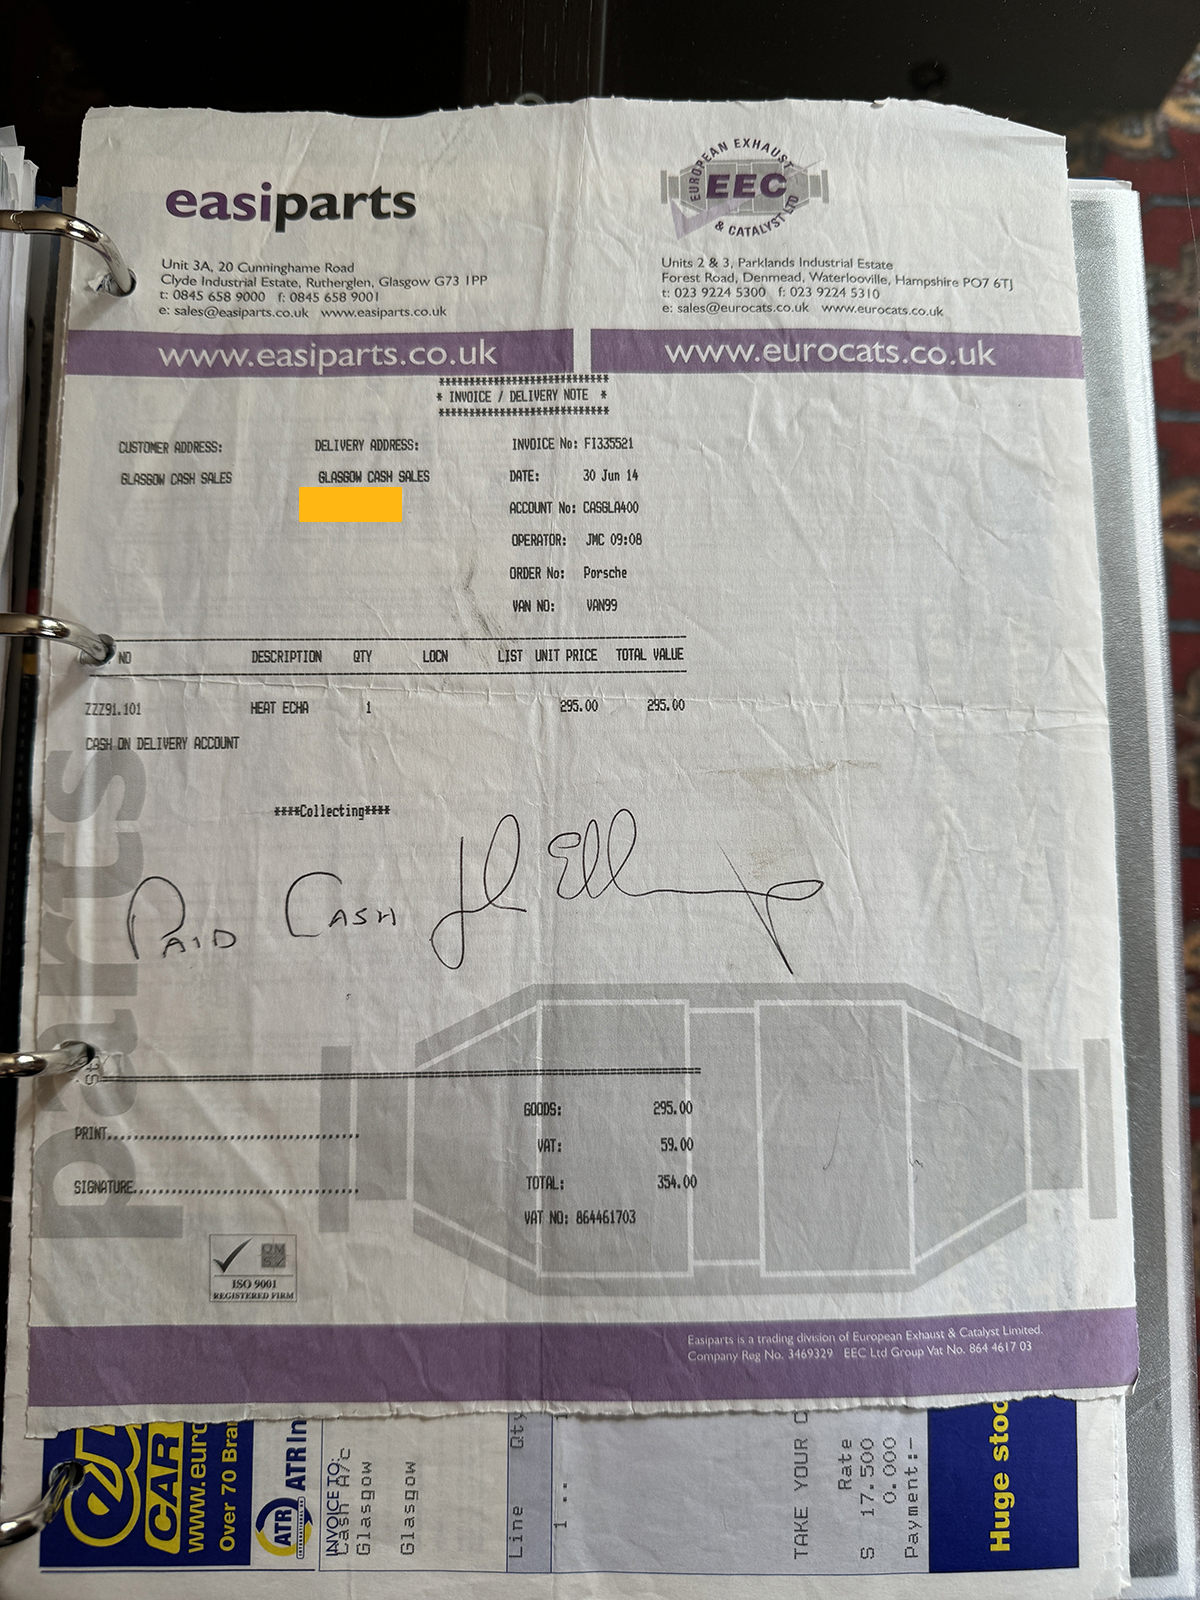 easiparts
Unit 3A, 20 Cunninghame Road
Clyde Industrial Estate, Rutherglen, Glasgow G73 1PP
t: 0845 658 9000 f: 0845 658 9001
e: sales@easiparts.co.uk www.easiparts.co.uk
EUROPEAN EXHAUST
EEC
& CATALYST LTD
Units 2 & 3, Parklands Industrial Estate
Forest Road, Denmead, Waterlooville, Hampshire PO7 6TJ
t: 023 9224 5300 f: 023 9224 5310
e: sales@eurocats.co.uk www.eurocats.co.uk
www.easiparts.co.uk www.eurocats.co.uk
* INVOICE / DELIVERY NOTE *
CUSTOMER ADDRESS: DELIVERY ADDRESS: INVOICE No: F1335521
GLASGOW CASH SALES GLASGOW CASH SALES DATE: 30 Jun 14
ACCOUNT No: CASGLA400
OPERATOR: JMC 09:08
ORDER No: Porsche
VAN NO: VAN99
NO DESCRIPTION QTY LOCN LIST UNIT PRICE TOTAL VALUE
ZZZ91.101 HEAT ECHA 1 295.00 295.00
CASH ON DELIVERY ACCOUNT
****Collecting****
PAID CASH
parts
GOODS: 295.00
PRINT
VAT: 59.00
SIGNATURE
TOTAL: 354.00
VAT NO: 864461703
ISO 9001
REGISTERED FIRM
Easiparts is a trading division of European Exhaust & Catalyst Limited.
Company Reg No. 3469329 EEC Ltd Group Vat No. 864 4617 03
CAR
www.euro
Over 70 Bra
ATR
ATR In
INVOICE TO:
Cash A/c
Glasgow
Glasgow
Line Qty
1
TAKE YOUR
Rate
S 17.500
0.000
Payment:-
Huge stoc